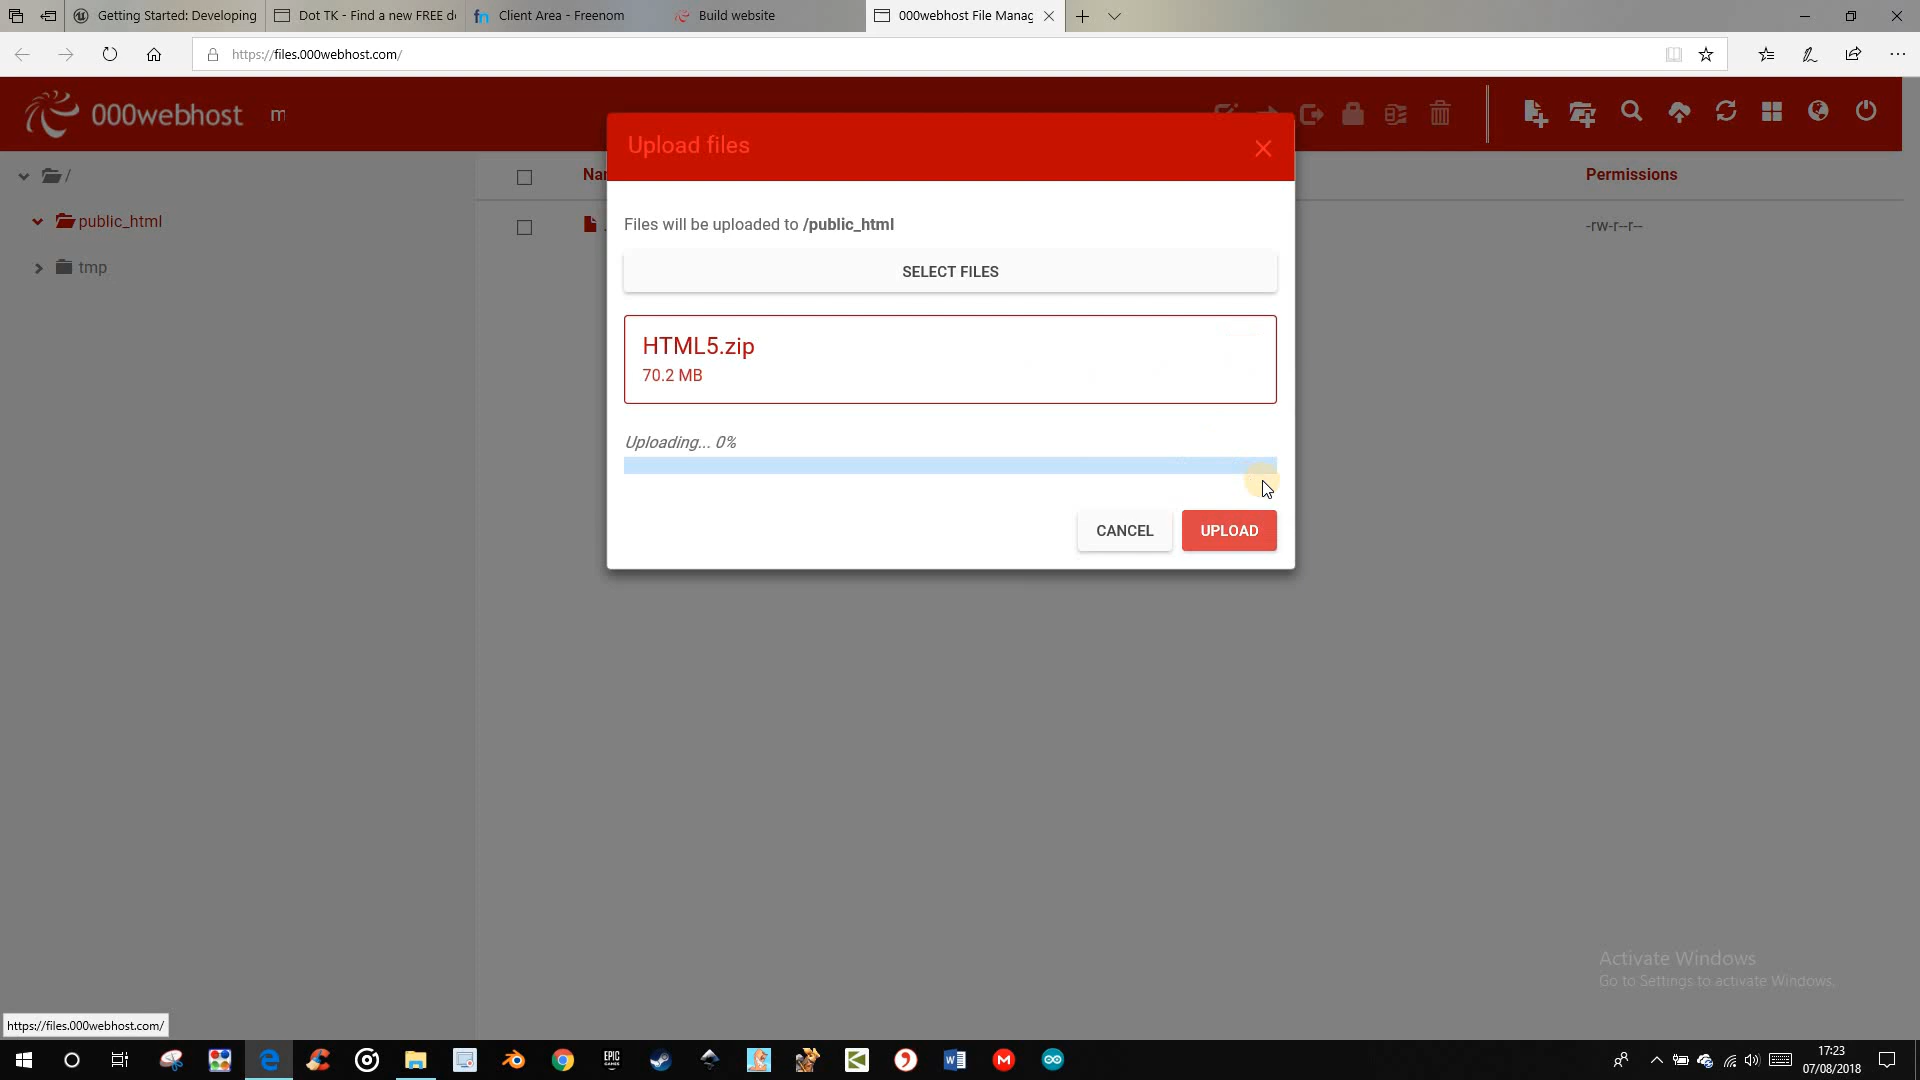 Getting Started: Developing
Dot TK - Find a new FREE d
Client Area - Freenom
Build website
000webhost File Manag
https://files.000webhost.com/
000webhost
m
Upload files
/
public_html
tmp
Na
Permissions
-rw-r--r--
Files will be uploaded to /public_html
SELECT FILES
HTML5.zip
70.2 MB
Uploading... 0%
CANCEL
UPLOAD
Activate Windows
Go to Settings to activate Windows.
https://files.000webhost.com/
EPIC
GAMES
17:23
07/08/2018